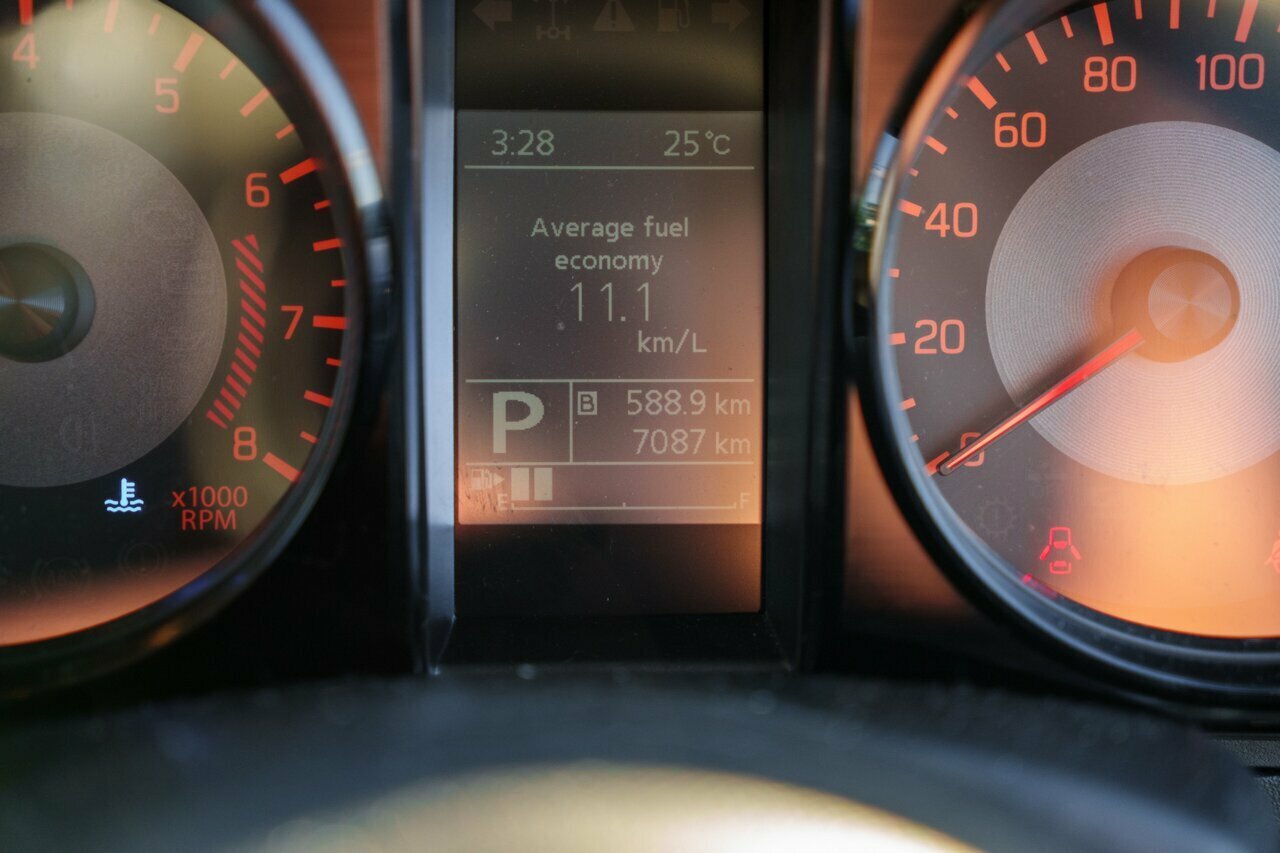 4
5
6
7
8
x1000
RPM
3:28 25°C
Average fuel
economy
11.1
km/L
P B 588.9 km
7087 km
E F
0
20
40
60
80
100